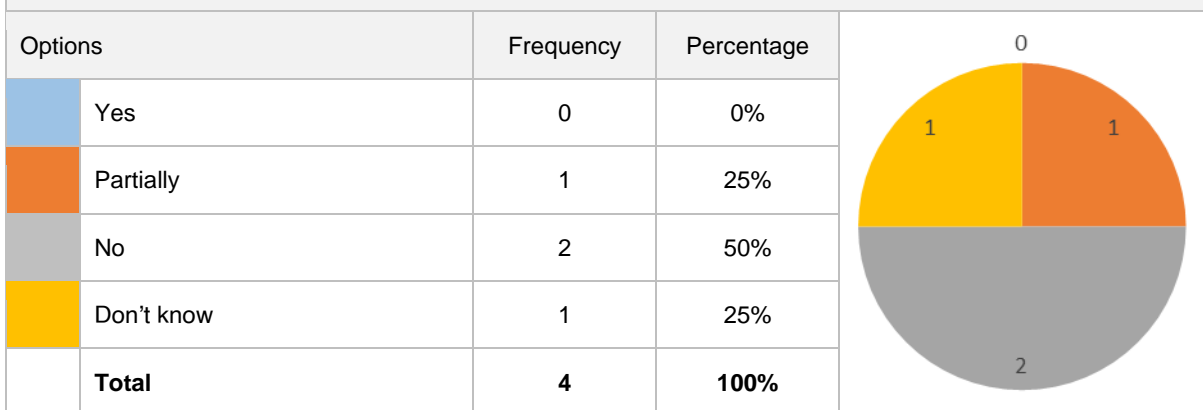 Options Frequency Percentage
Yes 0 0%
Partially 1 25%
No 2 50%
Don’t know 1 25%
Total 4 100%
0
1 1
2